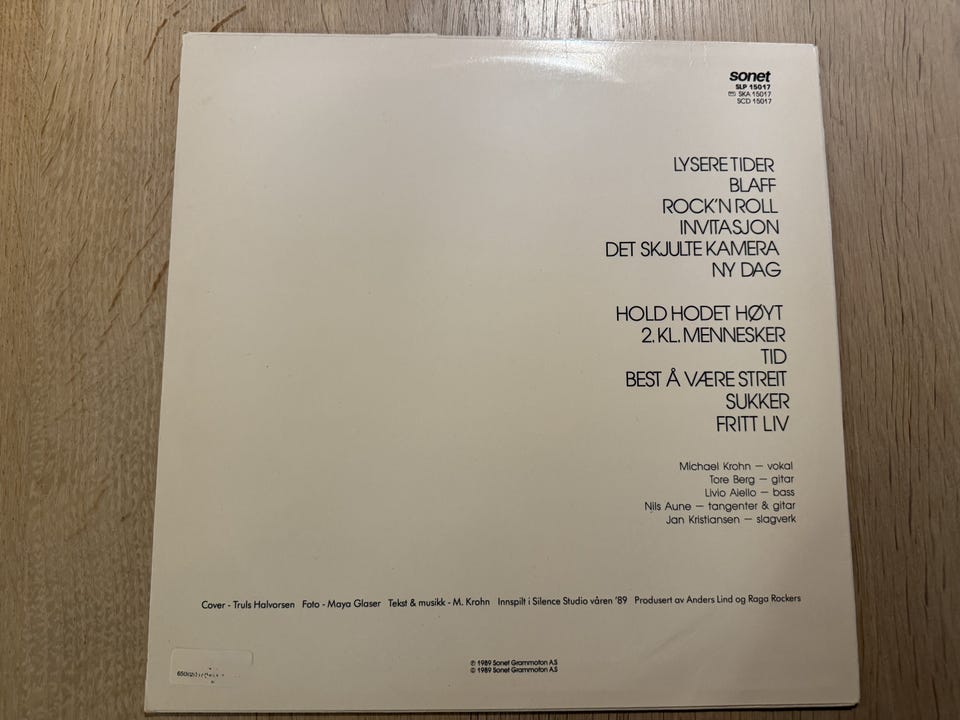 sonet
SLP 15017
SKA 15017
SCD 15017
LYSERE TIDER
BLAFF
ROCK'N ROLL
INVITASJON
DET SKJULTE KAMERA
NY DAG
HOLD HODET HØYT
2. KL. MENNESKER
TID
BEST Å VÆRE STREIT
SUKKER
FRITT LIV
Michael Krohn – vokal
Tore Berg – gitar
Livio Aiello – bass
Nils Aune – tangenter & gitar
Jan Kristiansen – slagverk
Cover - Truls Halvorsen Foto - Maya Glaser Tekst & musikk - M. Krohn Innspilt i Silence Studio våren '89 Produsert av Anders Lind og Raga Rockers
℗ 1989 Sonet Grammofon A.S
© 1989 Sonet Grammofon A.S